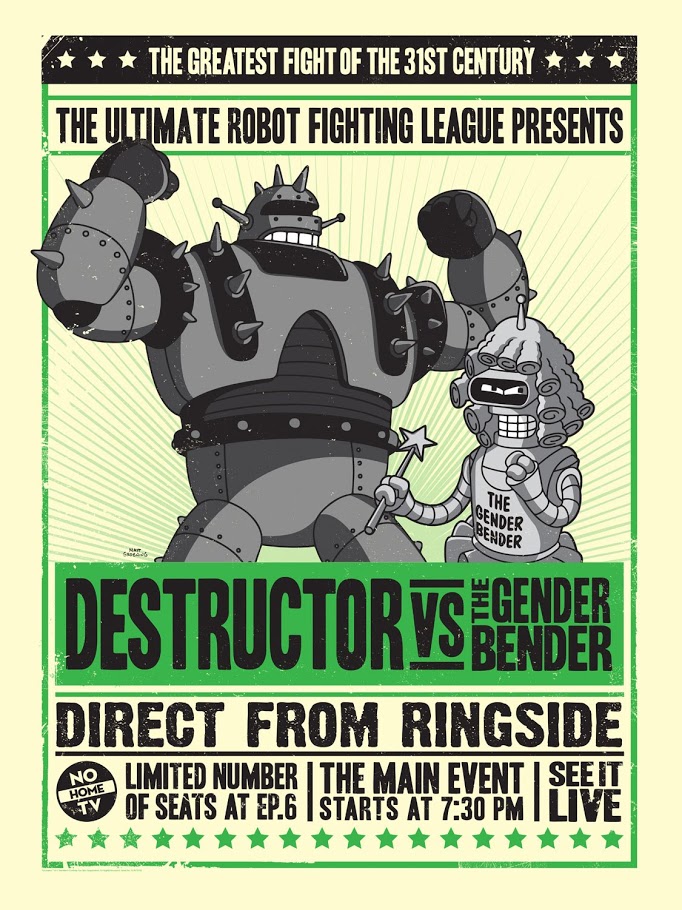 THE GREATEST FIGHT OF THE 31ST CENTURY
THE ULTIMATE ROBOT FIGHTING LEAGUE PRESENTS
THE
GENDER
BENDER
MATT
GROENING
DESTRUCTOR VS THE GENDER
BENDER
DIRECT FROM RINGSIDE
NO
HOME
TV
LIMITED NUMBER
OF SEATS AT EP.6
THE MAIN EVENT
STARTS AT 7:30 PM
SEE IT
LIVE